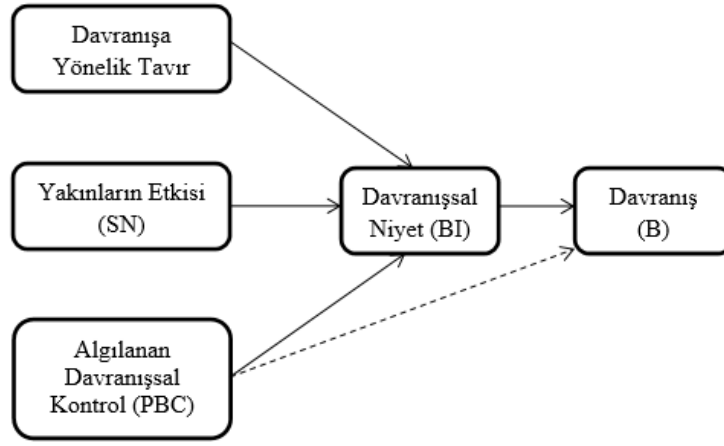 Davranışa
Yönelik Tavır
Yakınların Etkisi
(SN)
Davranışsal
Niyet (BI)
Davranış
(B)
Algılanan
Davranışsal
Kontrol (PBC)